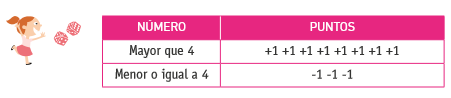 NÚMERO PUNTOS
Mayor que 4 +1 +1 +1 +1 +1 +1 +1 +1
Menor o igual a 4 -1 -1 -1